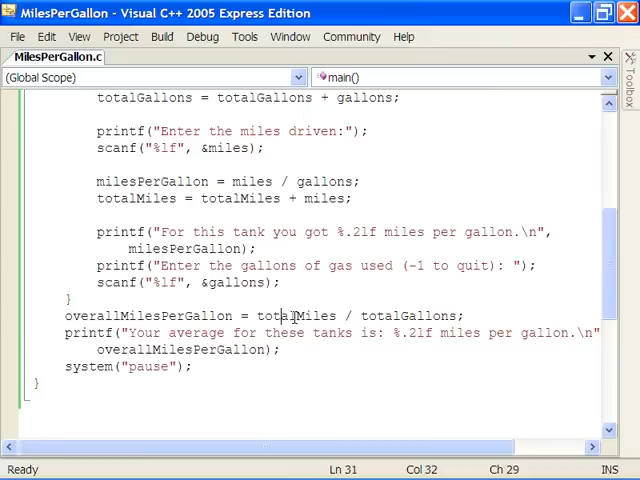 MilesPerGallon - Visual C++ 2005 Express Edition
File Edit View Project Build Debug Tools Window Community Help
MilesPerGallon.c
(Global Scope) main()
Toolbox
totalGallons = totalGallons + gallons;
printf("Enter the miles driven:");
scanf("%lf", &miles);
milesPerGallon = miles / gallons;
totalMiles = totalMiles + miles;
printf("For this tank you got %.2lf miles per gallon.\n",
milesPerGallon);
printf("Enter the gallons of gas used (-1 to quit): ");
scanf("%lf", &gallons);
}
overallMilesPerGallon = totalMiles / totalGallons;
printf("Your average for these tanks is: %.2lf miles per gallon.\n"
overallMilesPerGallon);
system("pause");
}
Ready Ln 31 Col 32 Ch 29 INS